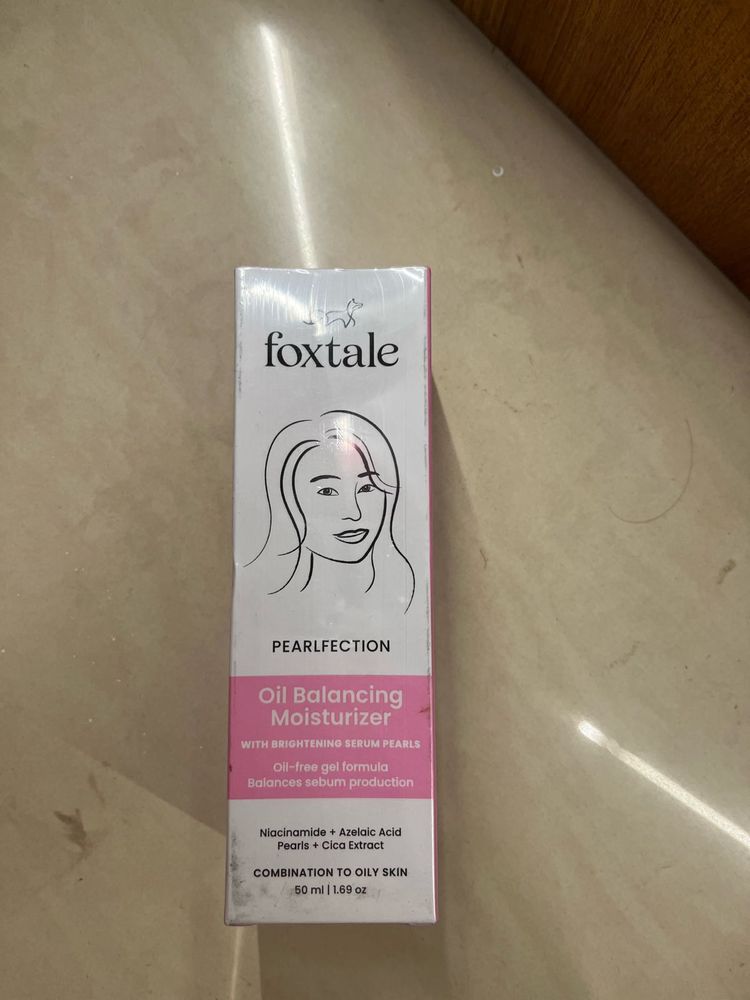 foxtale
PEARLFECTION
Oil Balancing
Moisturizer
WITH BRIGHTENING SERUM PEARLS
Oil-free gel formula
Balances sebum production
Niacinamide + Azelaic Acid
Pearls + Cica Extract
COMBINATION TO OILY SKIN
50 ml | 1.69 oz